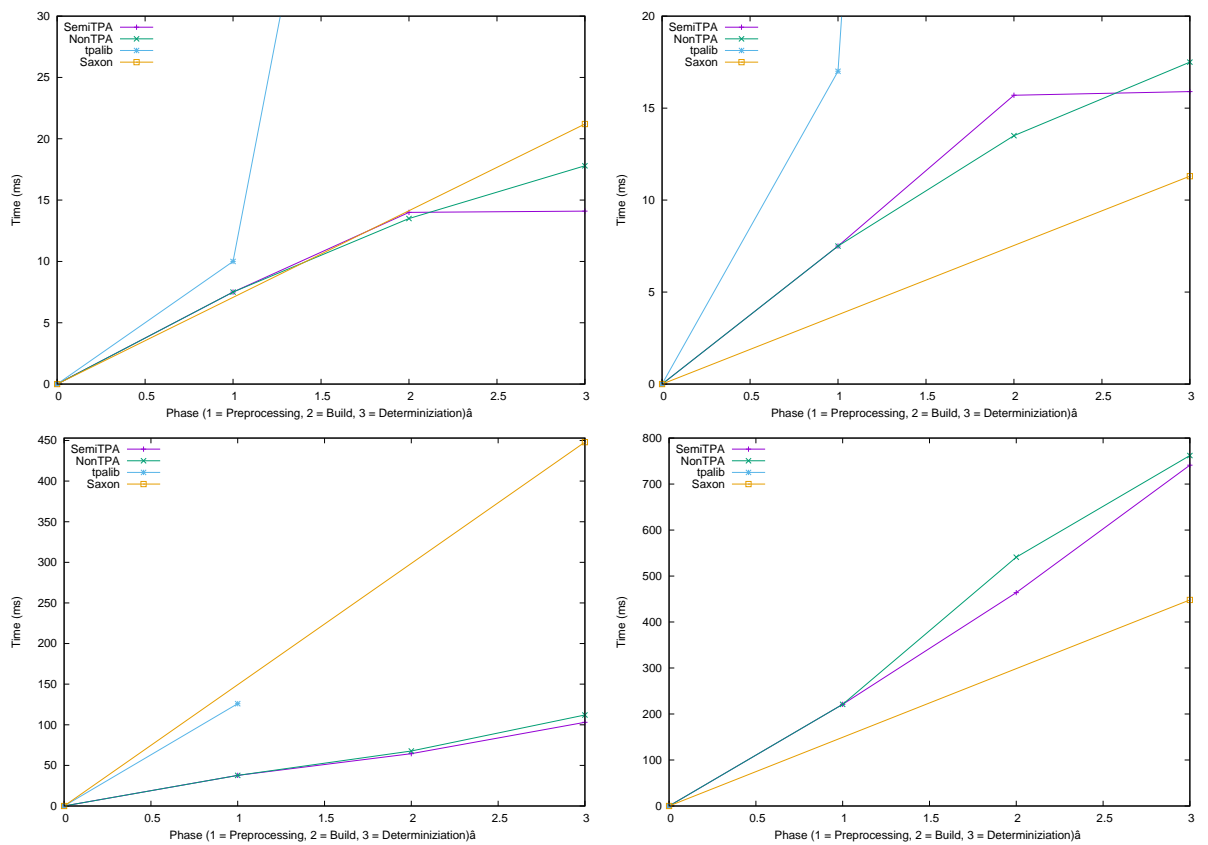 SemiTPA
NonTPA
tpalib
Saxon
30
25
20
15
10
5
0
Time (ms)
0 0.5 1 1.5 2 2.5 3
Phase (1 = Preprocessing, 2 = Build, 3 = Determiniziation)â
SemiTPA
NonTPA
tpalib
Saxon
20
15
10
5
0
Time (ms)
0 0.5 1 1.5 2 2.5 3
Phase (1 = Preprocessing, 2 = Build, 3 = Determiniziation)â
SemiTPA
NonTPA
tpalib
Saxon
450
400
350
300
250
200
150
100
50
0
Time (ms)
0 0.5 1 1.5 2 2.5 3
Phase (1 = Preprocessing, 2 = Build, 3 = Determiniziation)â
SemiTPA
NonTPA
tpalib
Saxon
800
700
600
500
400
300
200
100
0
Time (ms)
0 0.5 1 1.5 2 2.5 3
Phase (1 = Preprocessing, 2 = Build, 3 = Determiniziation)â